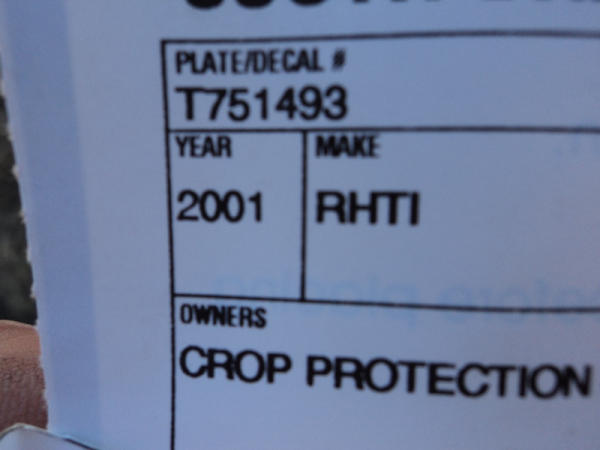 PLATE/DECAL #
T751493
YEAR MAKE
2001 RHTI
OWNERS
CROP PROTECTION